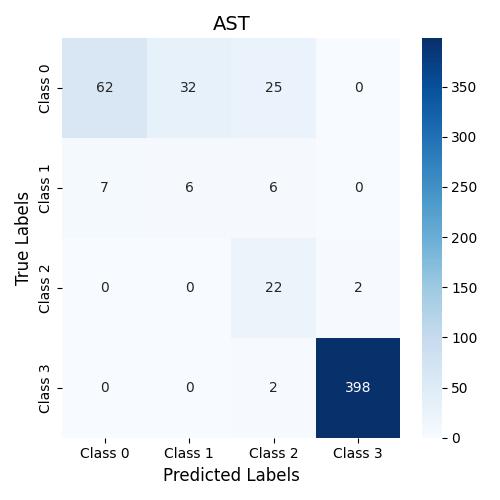 AST
True Labels
Class 0
62 32 25 0
Class 1
7 6 6 0
Class 2
0 0 22 2
Class 3
0 0 2 398
Class 0 Class 1 Class 2 Class 3
Predicted Labels
350
300
250
200
150
100
50
0